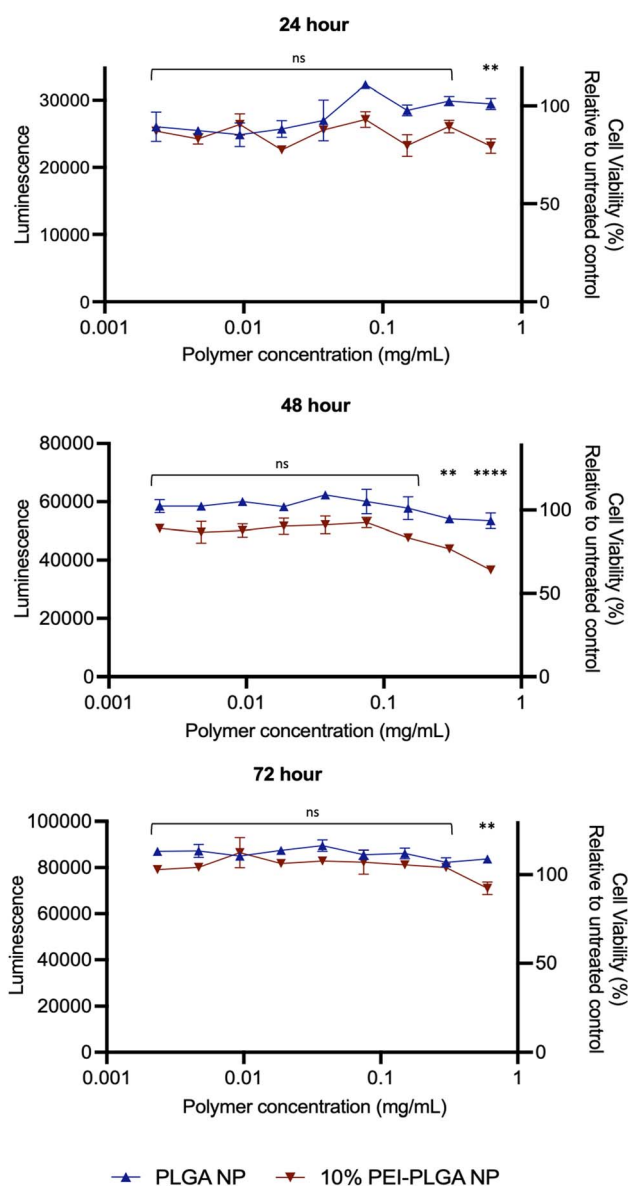 24 hour
ns
**
30000
20000
10000
0
Luminescence
100
50
0
Cell Viability (%)
Relative to untreated control
0.001
0.01
0.1
1
Polymer concentration (mg/mL)
48 hour
ns
**
****
80000
60000
40000
20000
0
Luminescence
100
50
0
Cell Viability (%)
Relative to untreated control
0.001
0.01
0.1
1
Polymer concentration (mg/mL)
72 hour
ns
**
100000
80000
60000
40000
20000
0
Luminescence
100
50
0
Cell Viability (%)
Relative to untreated control
0.001
0.01
0.1
1
Polymer concentration (mg/mL)
PLGA NP
10% PEI-PLGA NP